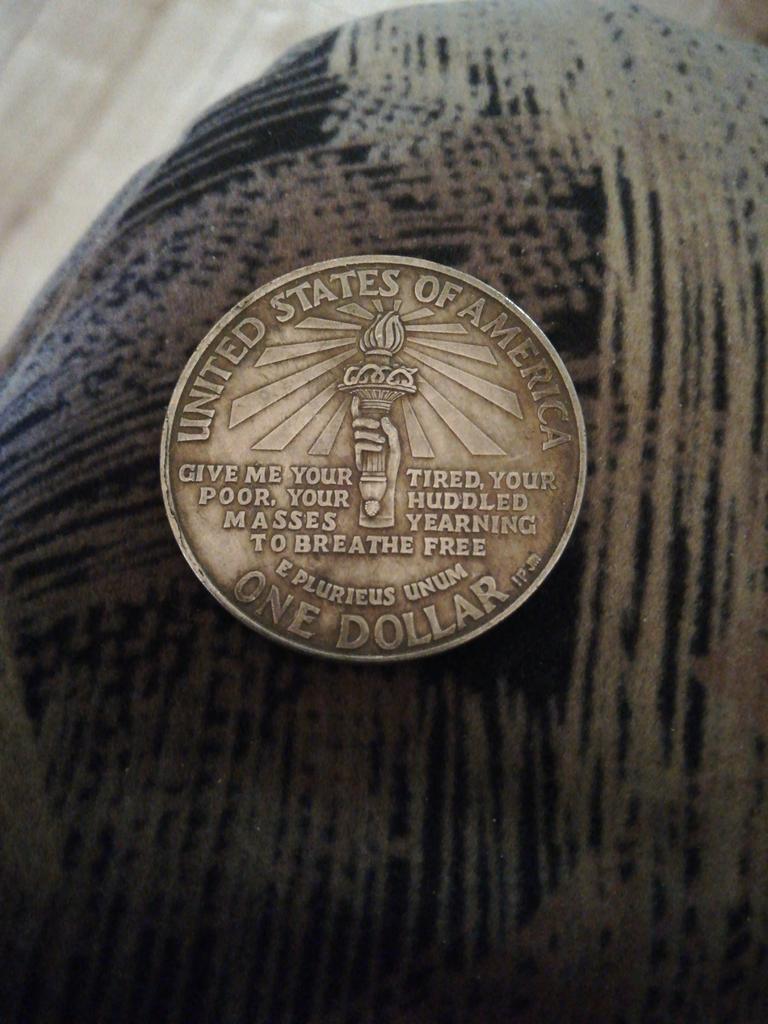 UNITED STATES OF AMERICA
GIVE ME YOUR TIRED, YOUR
POOR, YOUR HUDDLED
MASSES YEARNING
TO BREATHE FREE
E PLURIEUS UNUM
ONE DOLLAR